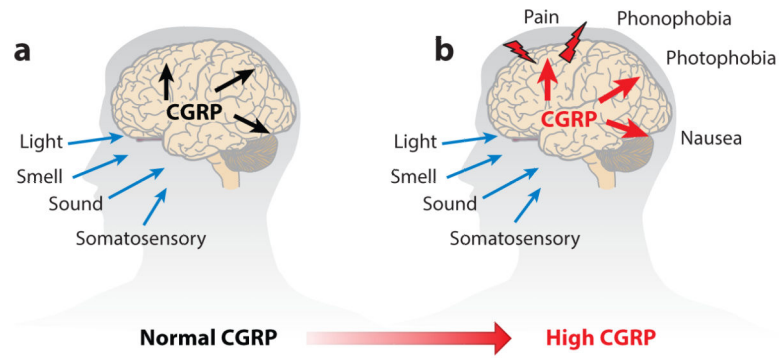 a
CGRP
Light
Smell
Sound
Somatosensory
Normal CGRP
b
Pain
Phonophobia
Photophobia
CGRP
Nausea
Light
Smell
Sound
Somatosensory
High CGRP